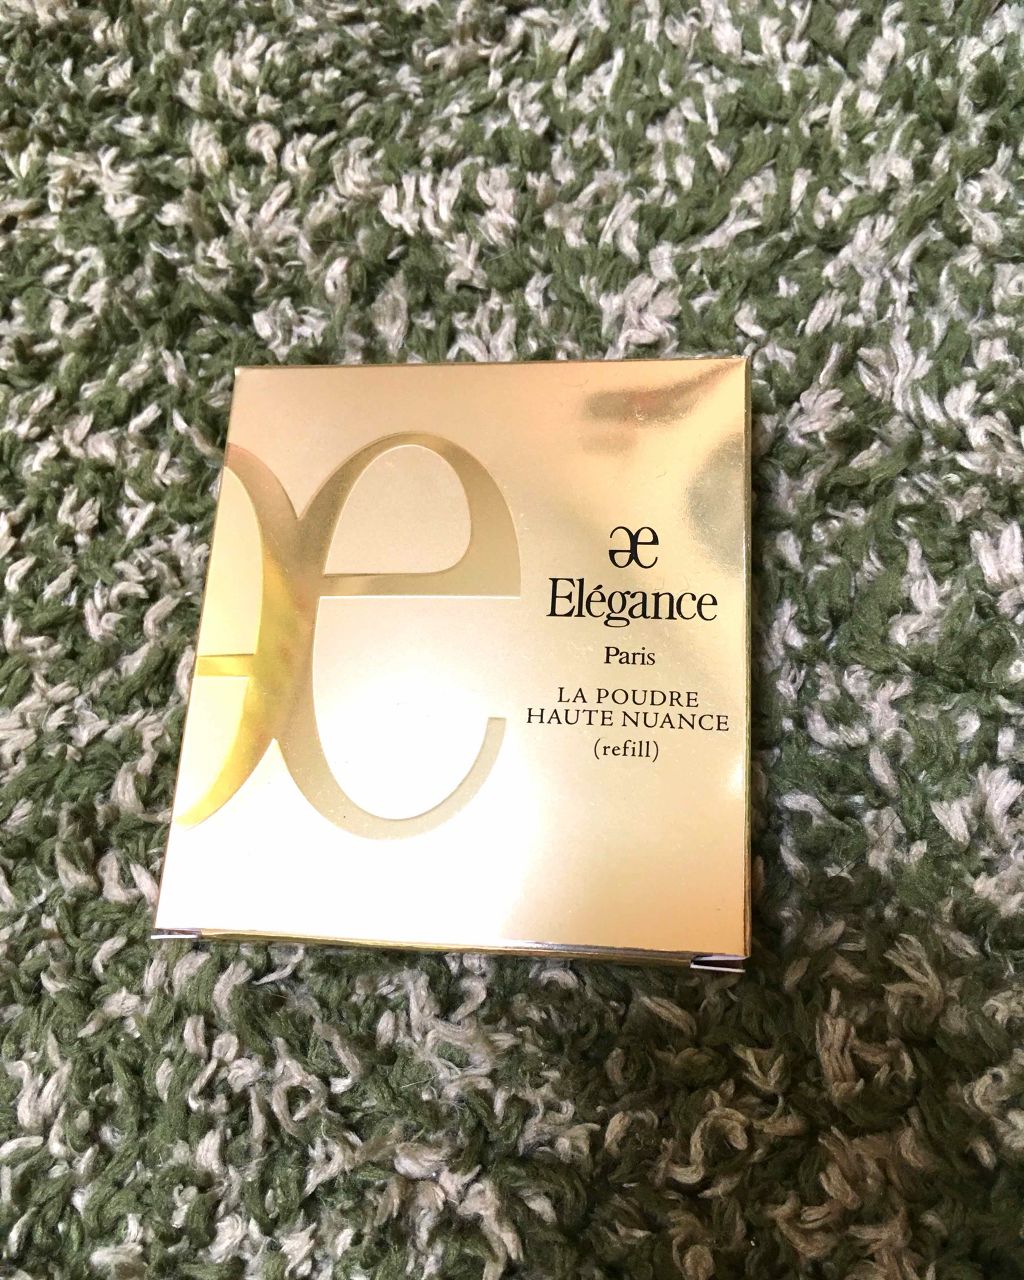 æ
Elégance
Paris
LA POUDRE
HAUTE NUANCE
(refill)